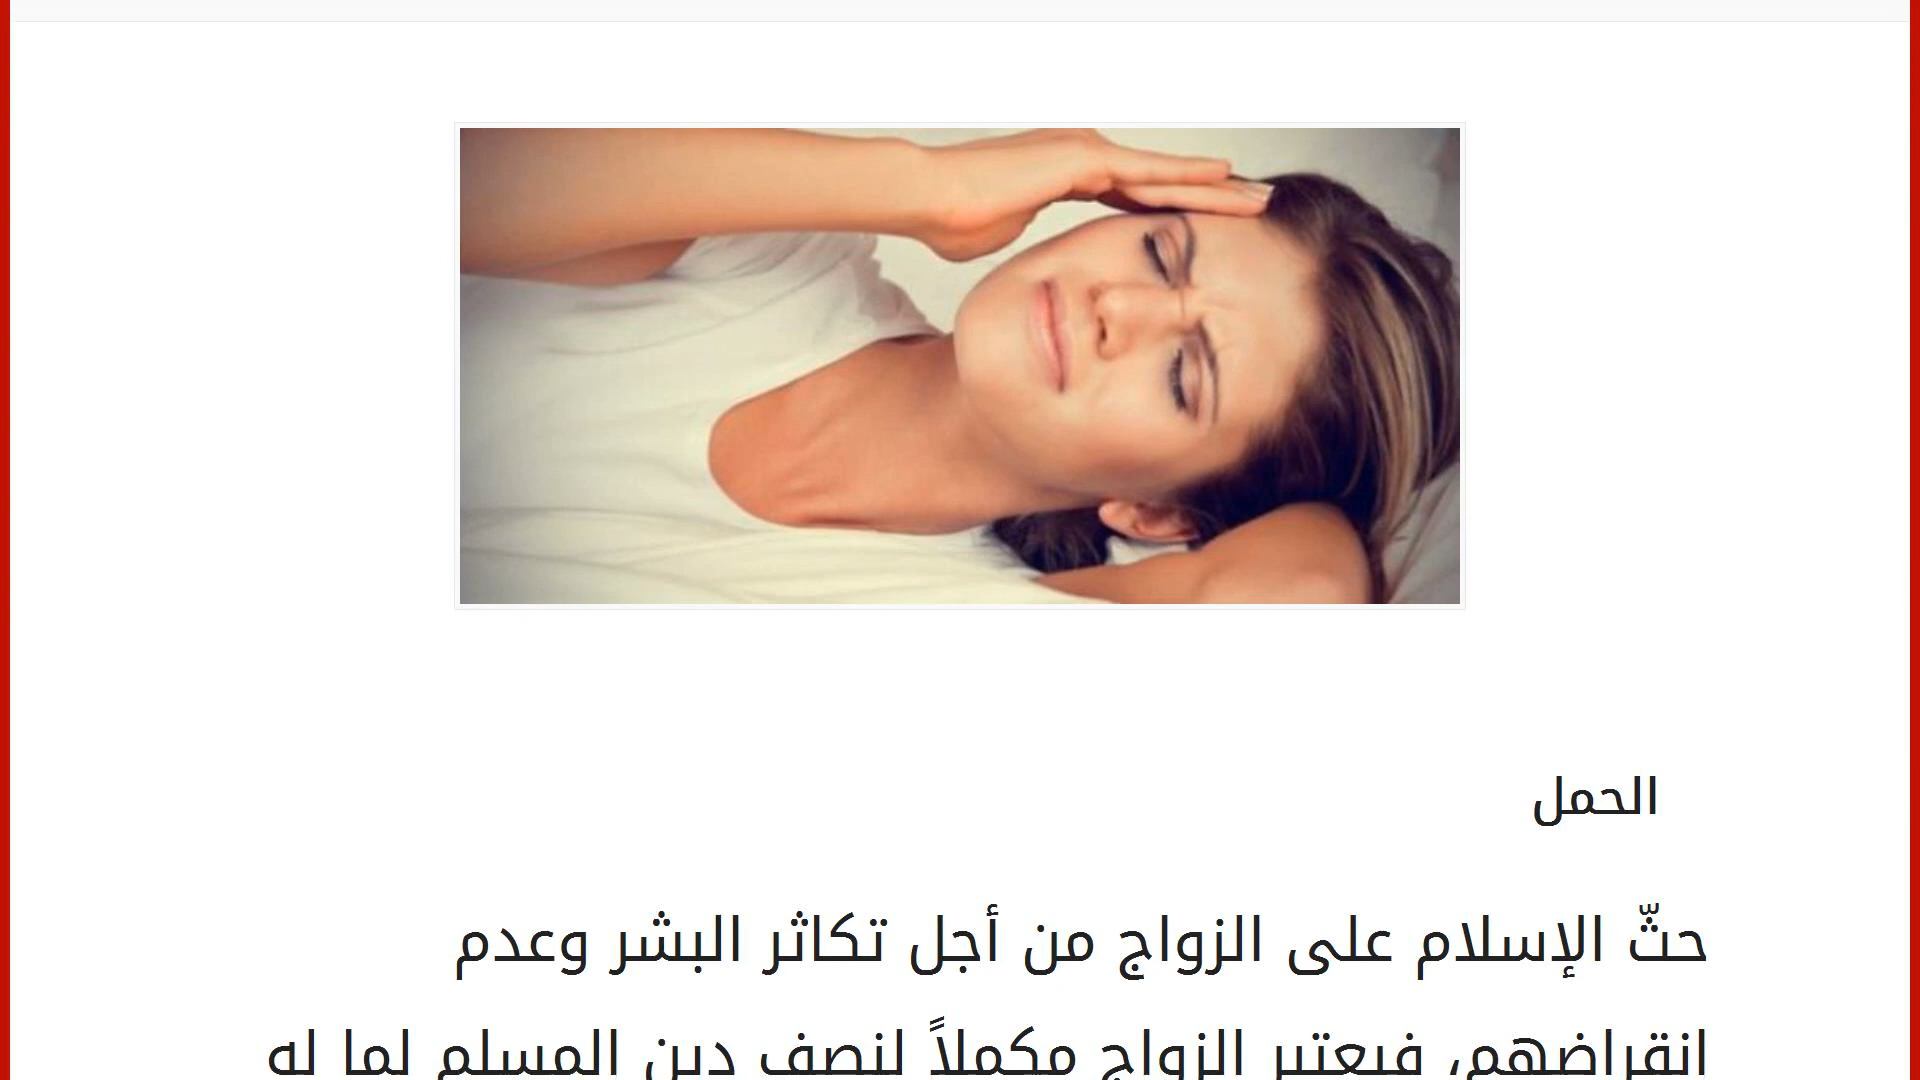 الحمل
حثّ الإسلام على الزواج من أجل تكاثر البشر وعدم
انقراضهم، فيعتبر الزواج مكملاً لنصف دين المسلم لما له